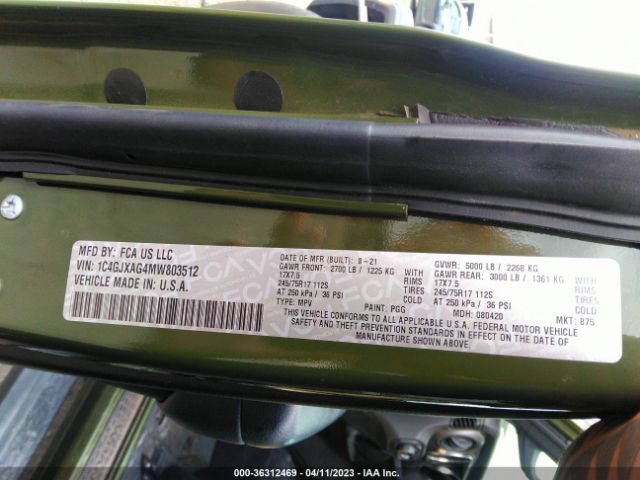 MFD BY: FCA US LLC
VIN: 1C4GJXAG4MW803512
VEHICLE MADE IN U.S.A.
DATE OF MFR (BUILT): 8-21
GAWR FRONT: 2700 LB / 1225 KG WITH
17X7.5 RIMS
245/75R17 112S TIRES
AT 250 kPa / 36 PSI COLD
TYPE: MPV PAINT: PGG
GVWR: 5000 LB / 2268 KG
GAWR REAR: 3000 LB / 1361 KG WITH
17X7.5 RIMS
245/75R17 112S TIRES
AT 250 kPa / 36 PSI COLD
MDH: 080420 MKT: 875
THIS VEHICLE CONFORMS TO ALL APPLICABLE U.S.A. FEDERAL MOTOR VEHICLE
SAFETY AND THEFT PREVENTION STANDARDS IN EFFECT ON THE DATE OF
MANUFACTURE SHOWN ABOVE.
000-36312469 - 04/11/2023 - IAA Inc.